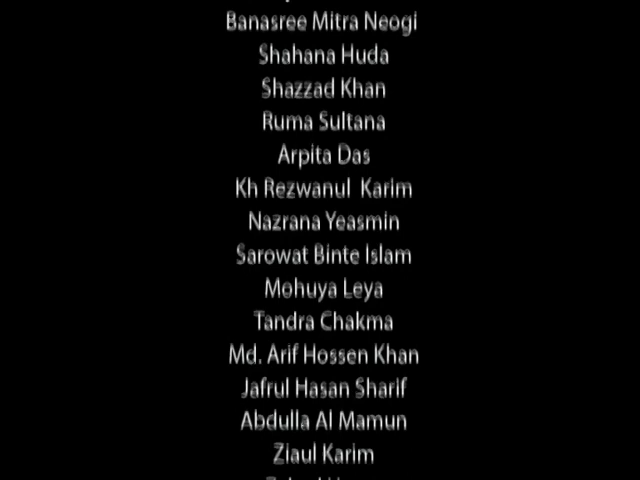 Banasree Mitra Neogi
Shahana Huda
Shazzad Khan
Ruma Sultana
Arpita Das
Kh Rezwanul Karim
Nazrana Yeasmin
Sarowat Binte Islam
Mohuya Leya
Tandra Chakma
Md. Arif Hossen Khan
Jafrul Hasan Sharif
Abdulla Al Mamun
Ziaul Karim